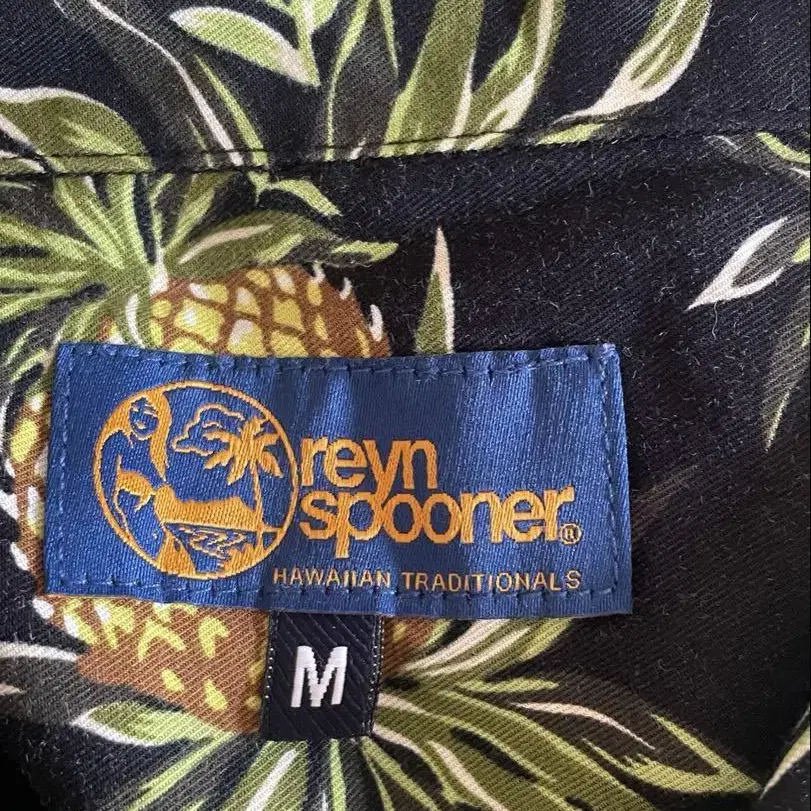 reyn
spooner®
HAWAIIAN TRADITIONALS
M